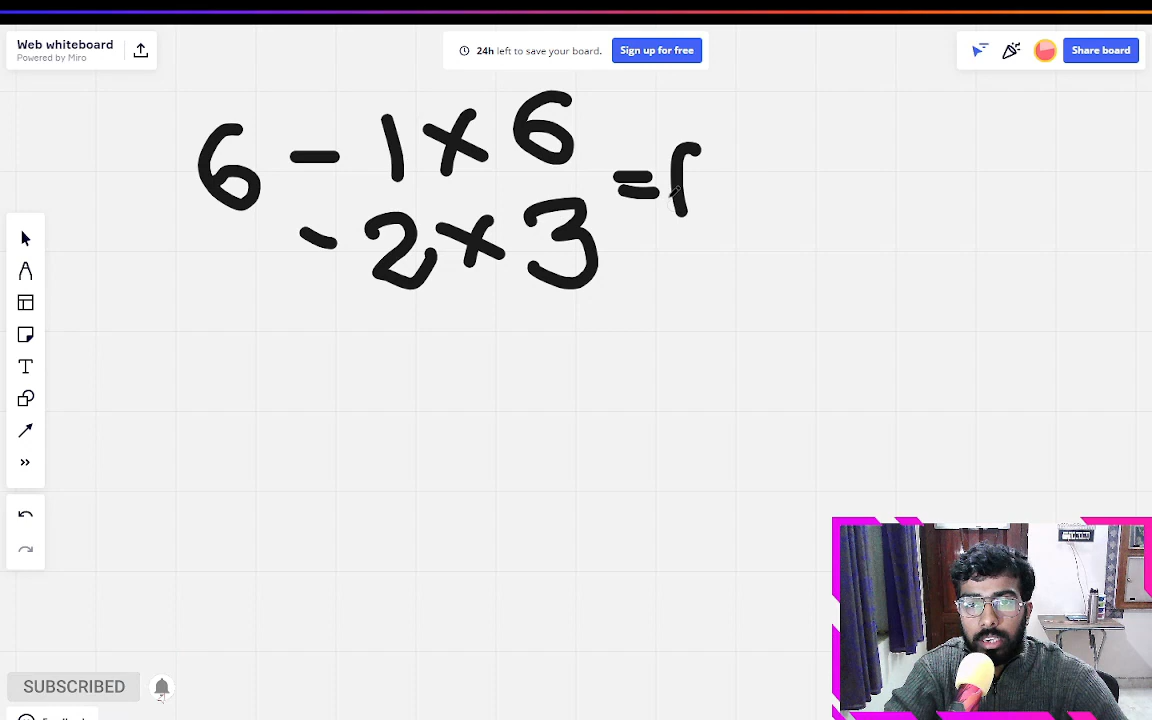 Web whiteboard
Powered by Miro
24h left to save your board.
Sign up for free
Share board
6 - 1 x 6
- 2 x 3 =
T
SUBSCRIBED